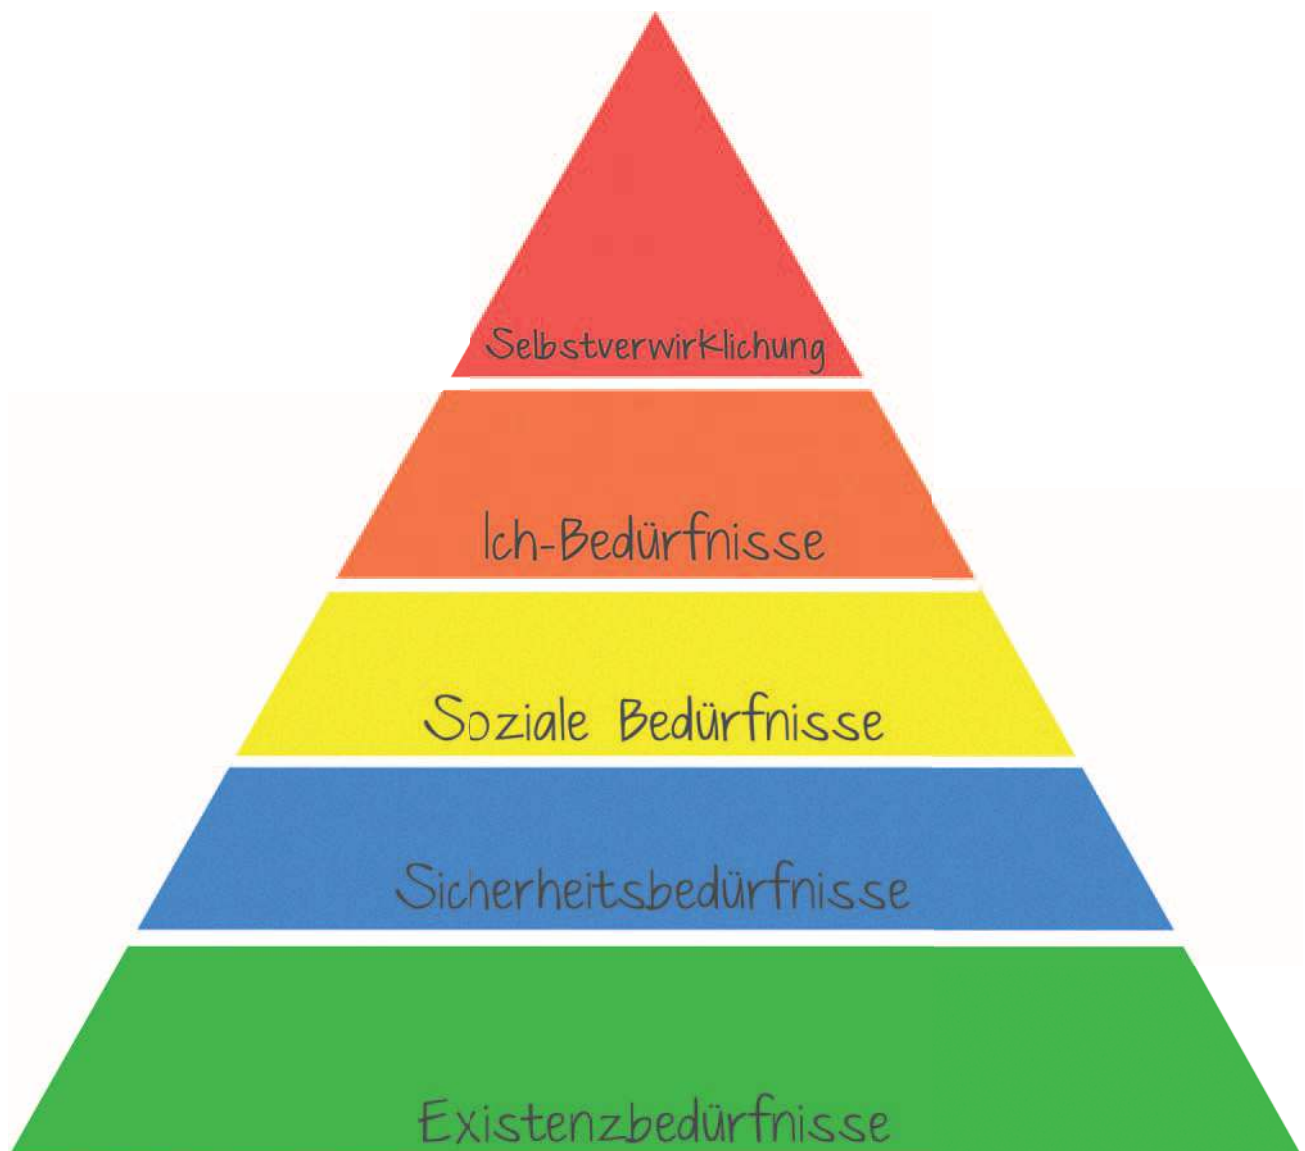 Selbstverwirklichung
Ich-Bedürfnisse
Soziale Bedürfnisse
Sicherheitsbedürfnisse
Existenzbedürfnisse